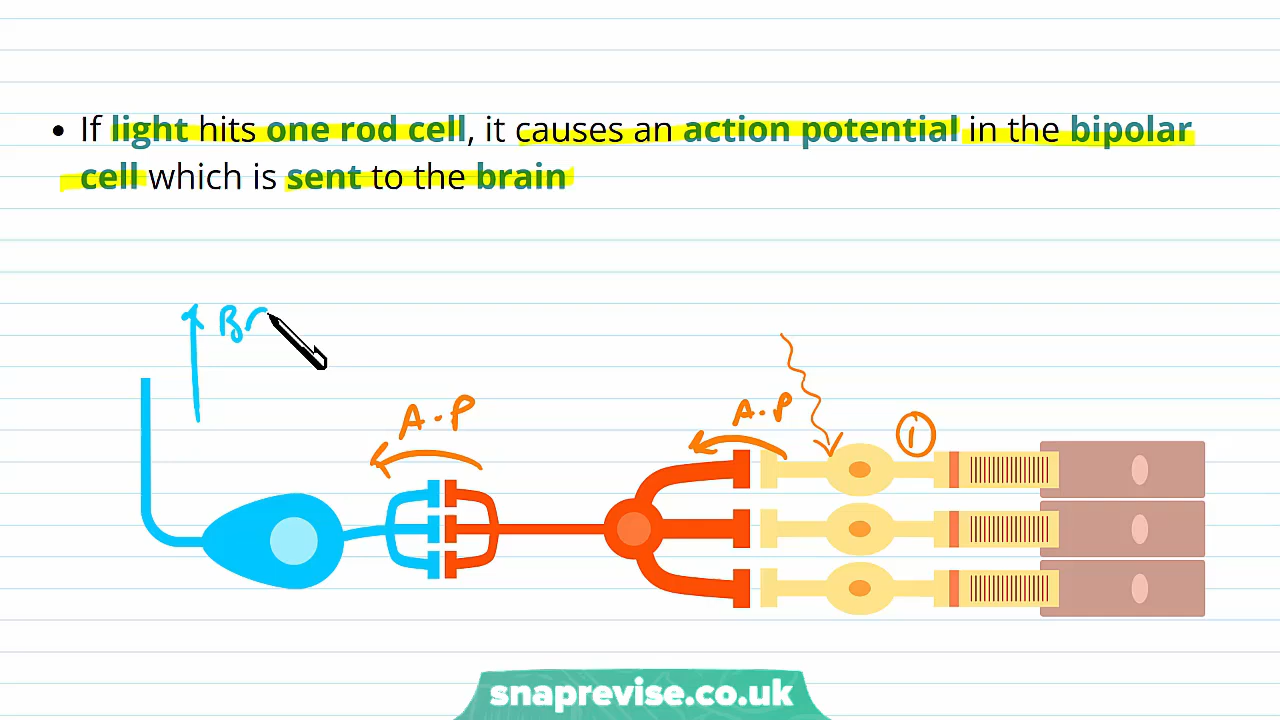 • If light hits one rod cell, it causes an action potential in the bipolar
cell which is sent to the brain
Br
A.P
A.P
1
snaprevise.co.uk